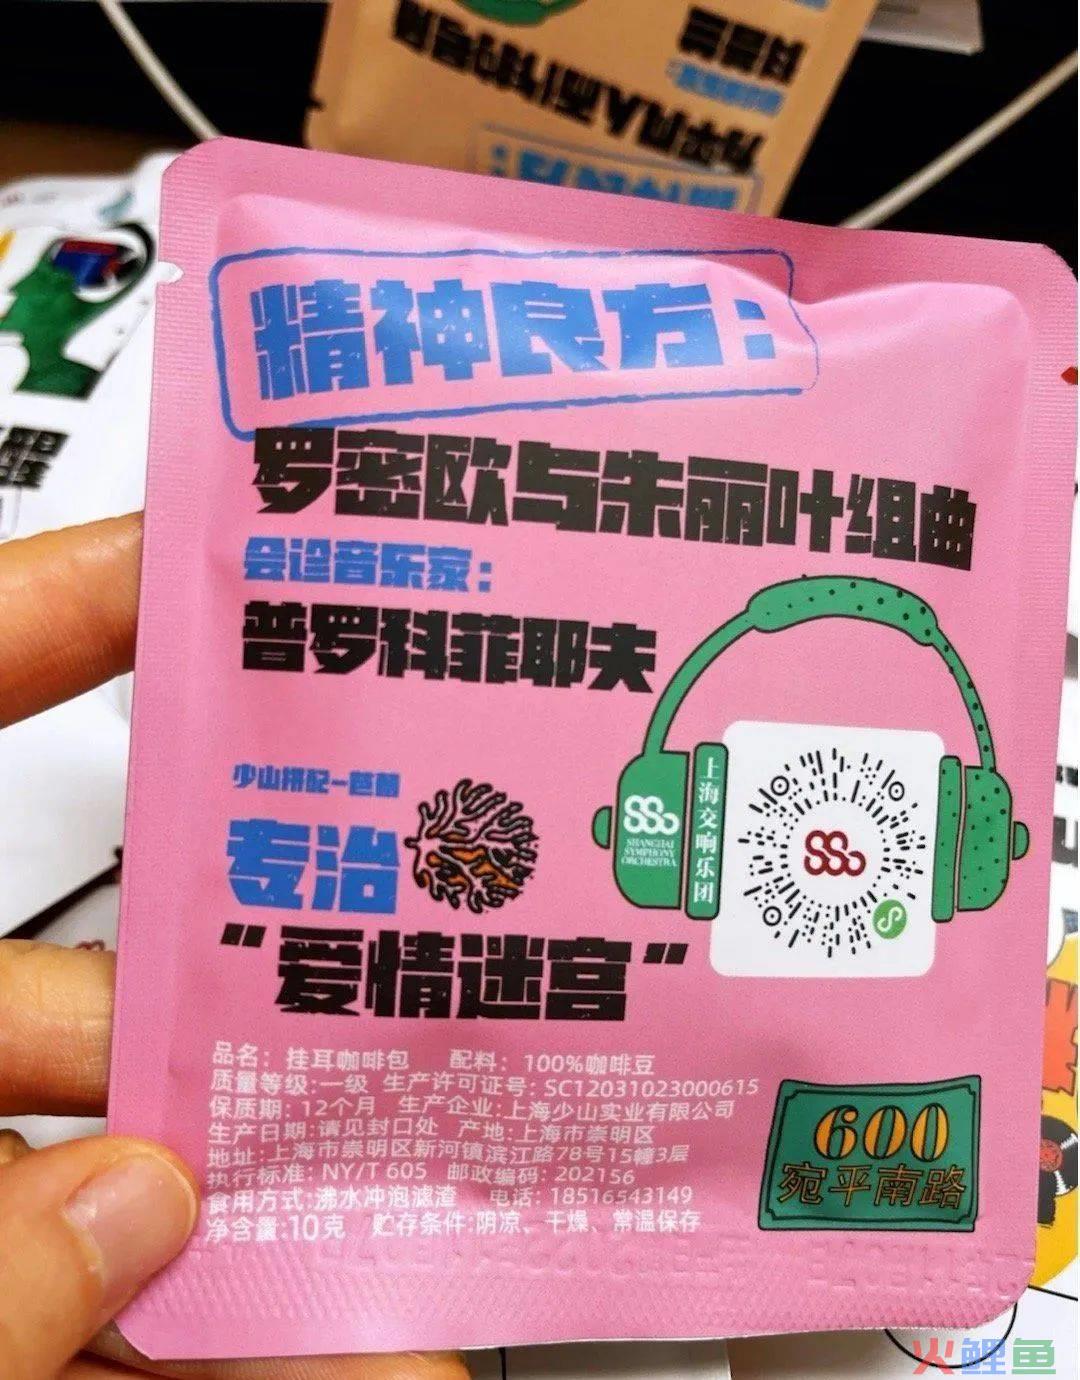 精神良方:
罗密欧与朱丽叶组曲
会诊音乐家:
普罗科菲耶夫
少山搭配一芭蕾
专治
“爱情迷宫”
SSO
SHANGHAI
SYMPHONY
ORCHESTRA
上海交响乐团
SSO
品名: 挂耳咖啡包 配料: 100%咖啡豆
质量等级:一级 生产许可证号: SC12031023000615
保质期: 12个月 生产企业:上海少山实业有限公司
生产日期:请见封口处 产地:上海市崇明区
地址:上海市崇明区新河镇滨江路78号15幢3层
执行标准: NY/T 605 邮政编码: 202156
食用方式:沸水冲泡滤渣 电话: 18516543149
净含量:10克 贮存条件:阴凉、干燥、常温保存
600
宛平南路
火鲤鱼